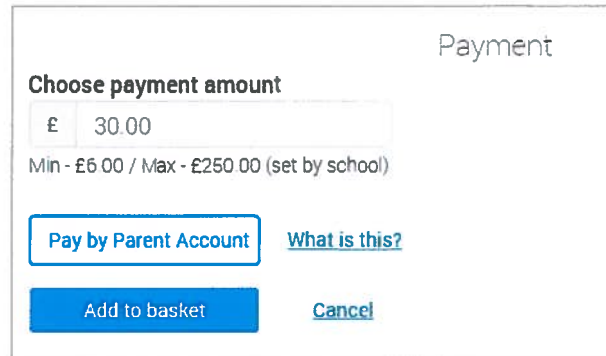 Payment
Choose payment amount
£ 30.00
Min - £6.00 / Max - £250.00 (set by school)
Pay by Parent Account What is this?
Add to basket Cancel